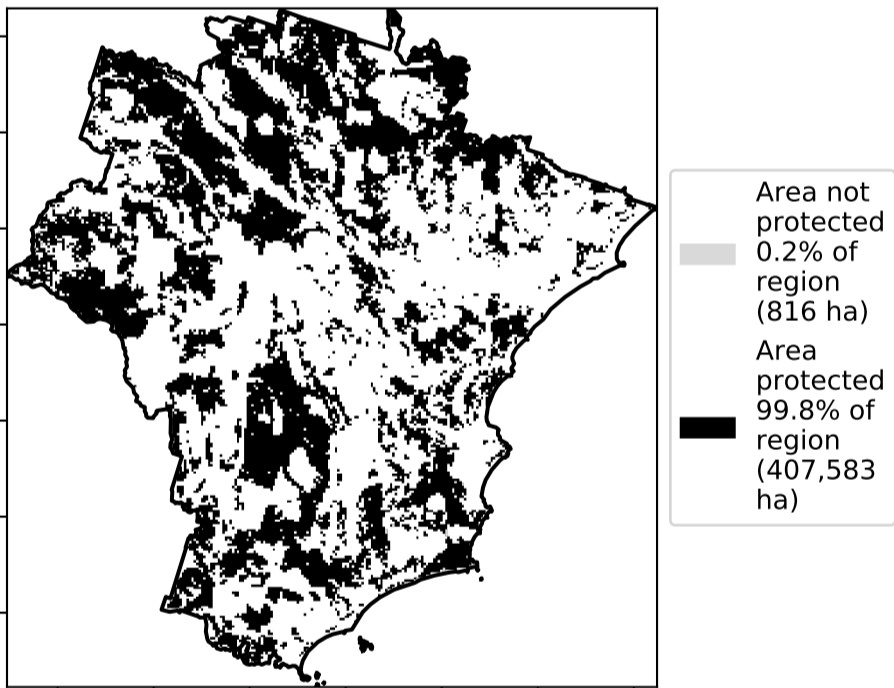 Area not
protected
0.2% of
region
(816 ha)
Area
protected
99.8% of
region
(407,583
ha)